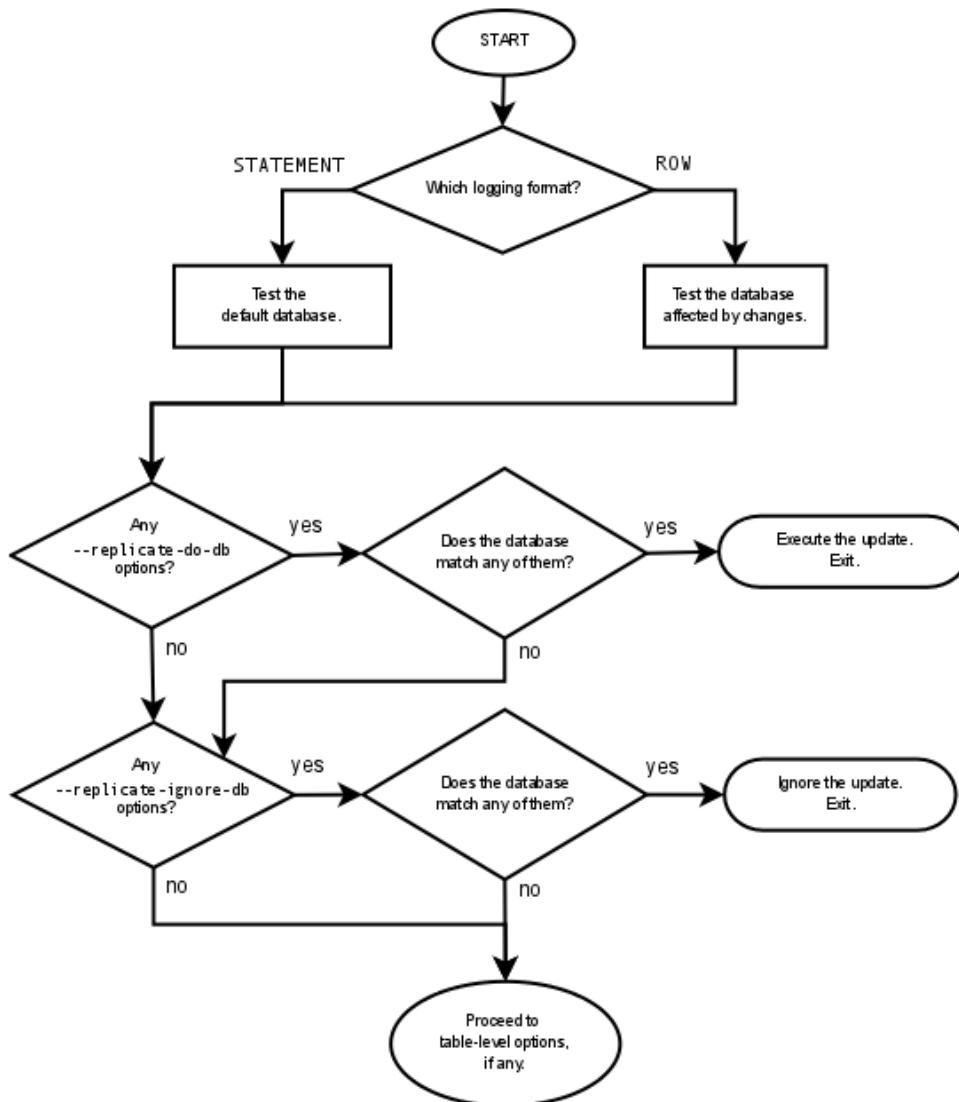 START
STATEMENT
ROW
Which logging format?
Test the
default database.
Test the database
affected by changes.
Any
--replicate-do-db
options?
yes
Does the database
match any of them?
yes
Execute the update.
Exit.
no
no
Any
--replicate-ignore-db
options?
yes
Does the database
match any of them?
yes
Ignore the update.
Exit.
no
no
Proceed to
table-level options,
if any.